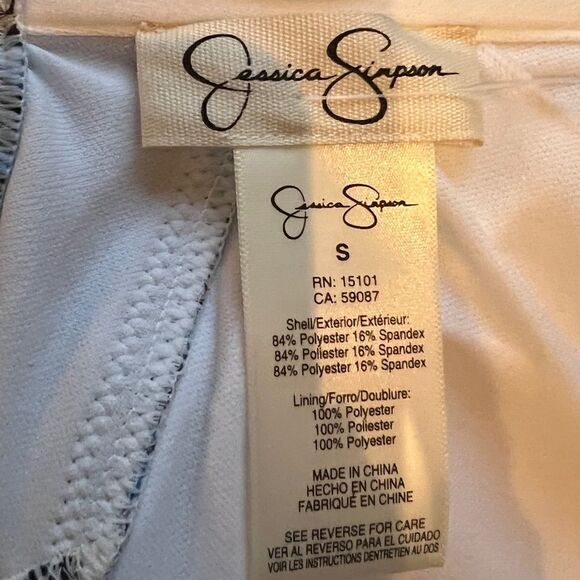 Jessica Simpson
Jessica Simpson
S
RN: 15101
CA: 59087
Shell/Exterior/Extérieur:
84% Polyester 16% Spandex
84% Poliester 16% Spandex
84% Polyester 16% Spandex
Lining/Forro/Doublure:
100% Polyester
100% Poliester
100% Polyester
MADE IN CHINA
HECHO EN CHINA
FABRIQUÉ EN CHINE
SEE REVERSE FOR CARE
VER AL REVERSO PARA EL CUIDADO
VOIR LES INSTRUCTIONS DENTRETIEN AU DOS